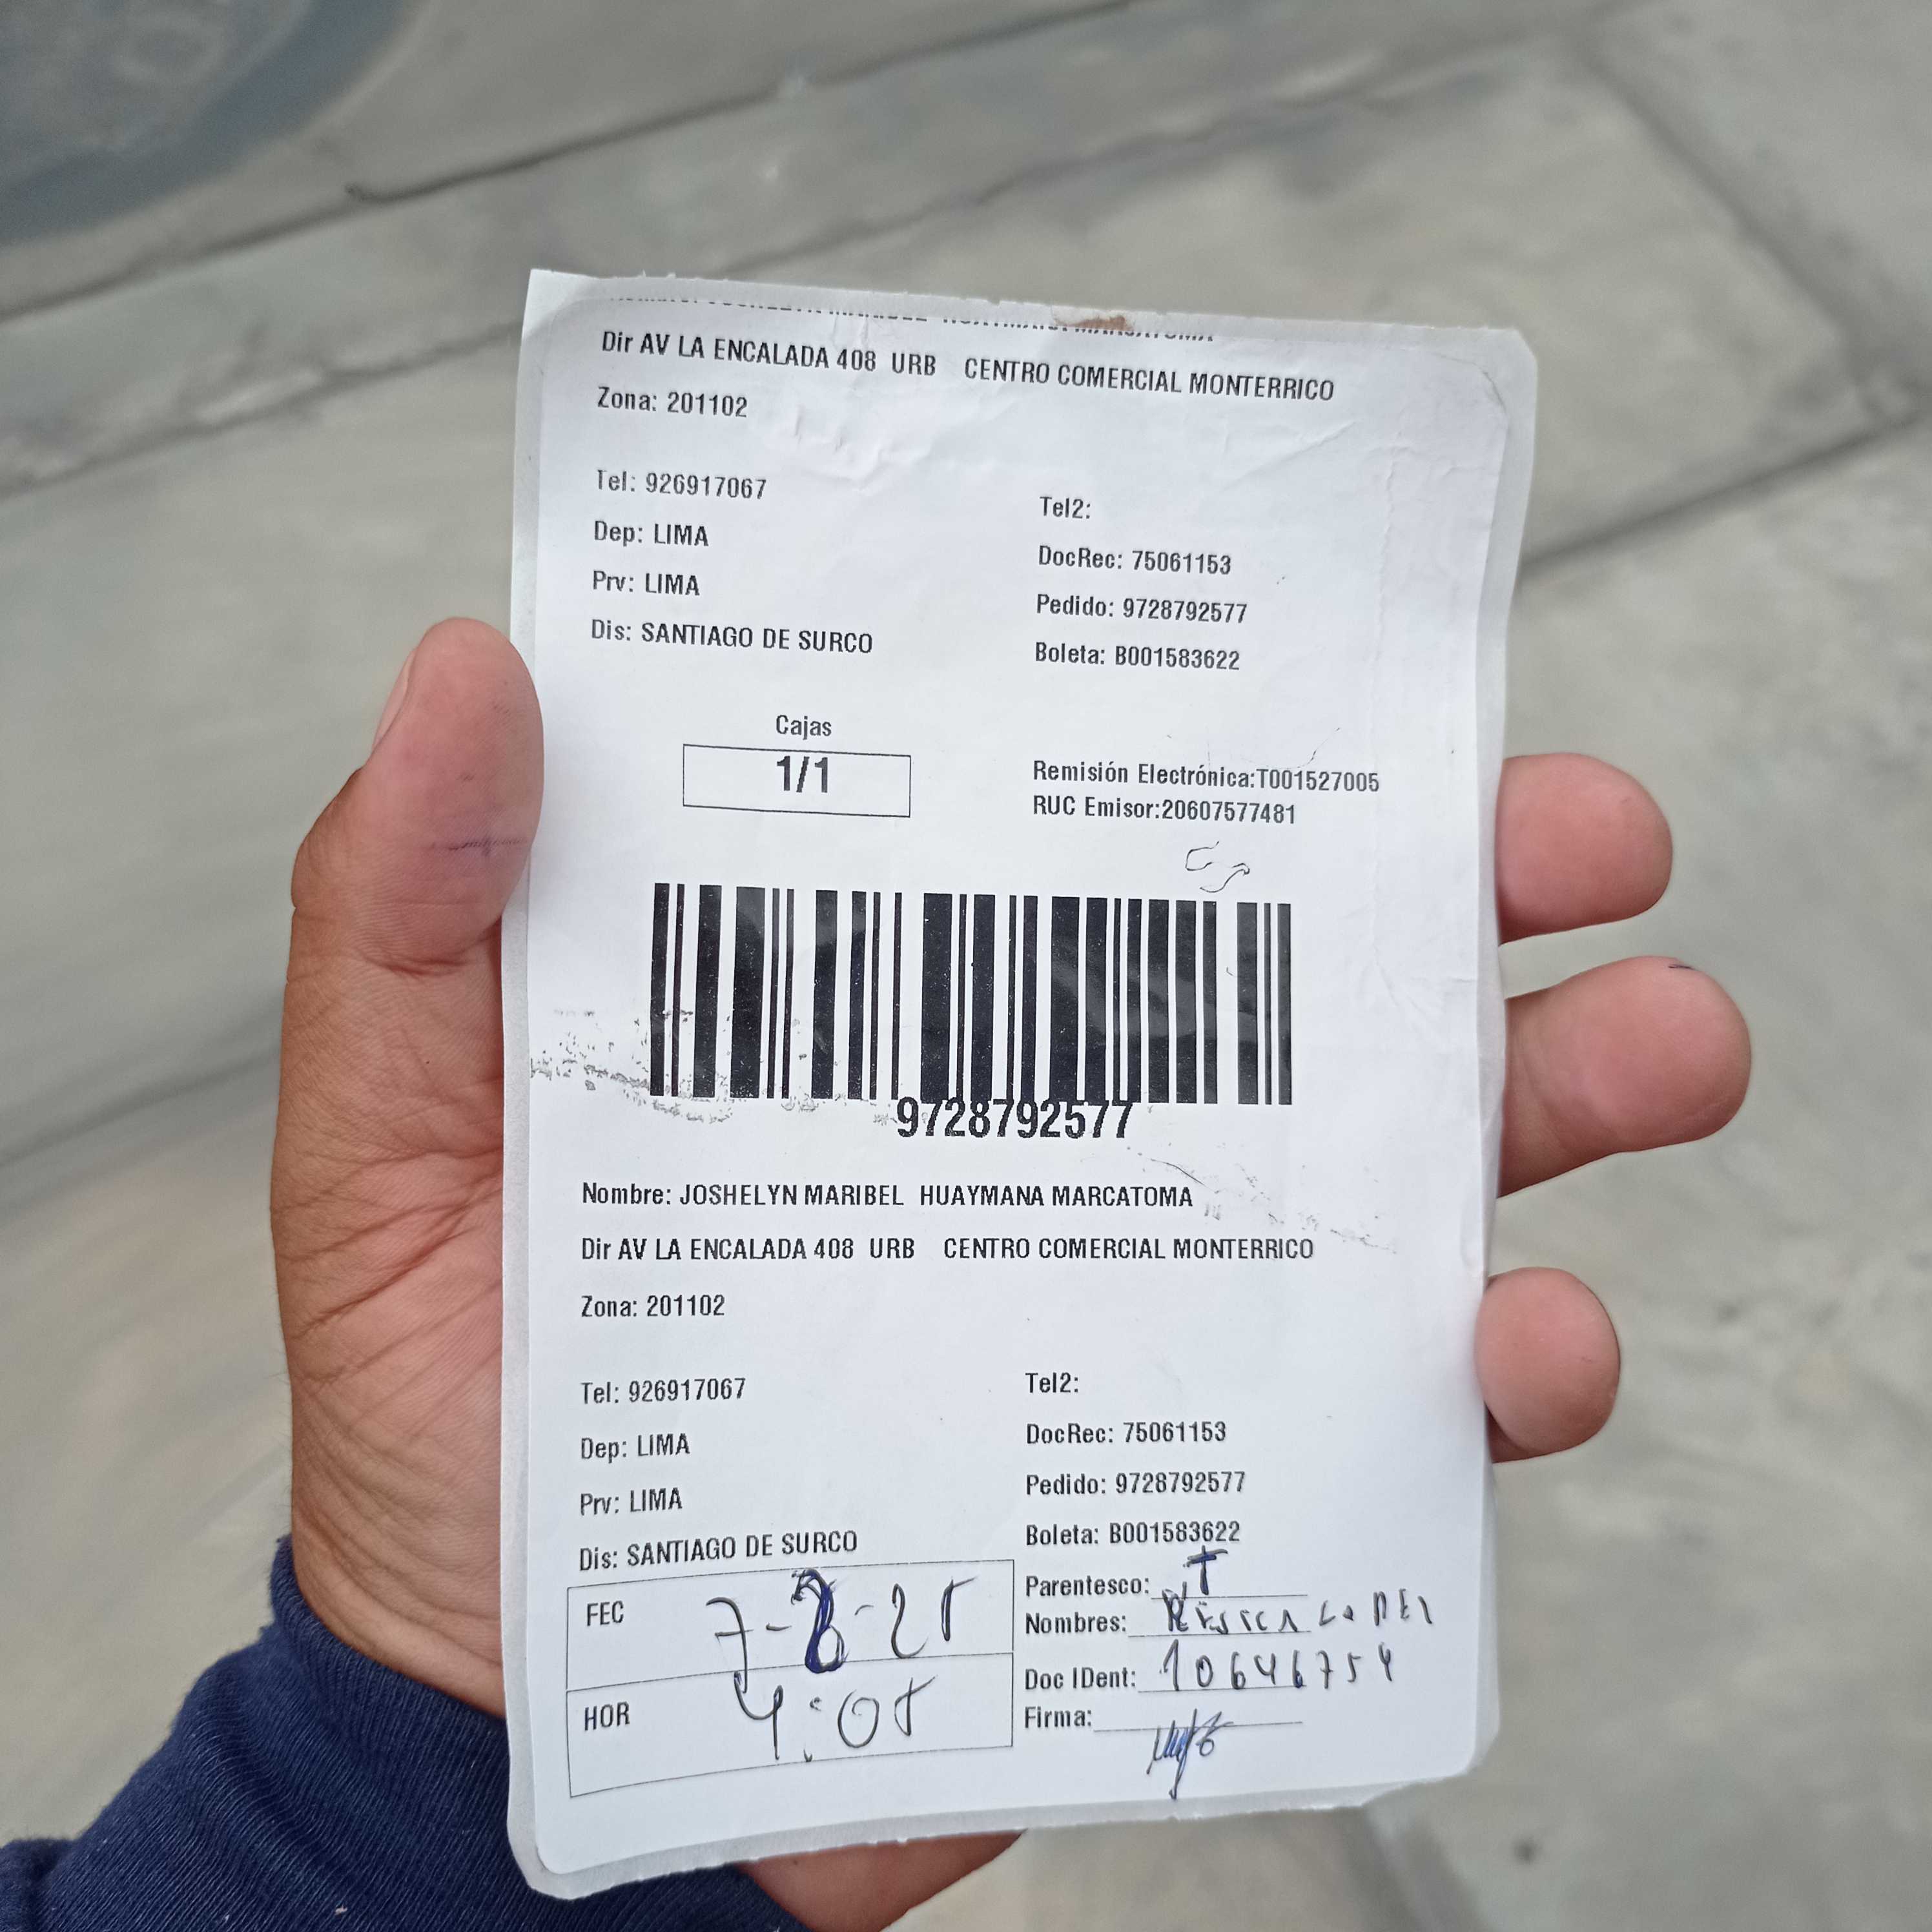 Dir AV LA ENCALADA 408 URB CENTRO COMERCIAL MONTERRICO
Zona: 201102
Tel: 926917067
Tel2:
Dep: LIMA
DocRec: 75061153
Prv: LIMA
Pedido: 9728792577
Dis: SANTIAGO DE SURCO
Boleta: B001583622
Cajas
1/1
Remisión Electrónica:T001527005
RUC Emisor:20607577481
9728792577
Nombre: JOSHELYN MARIBEL HUAYMANA MARCATOMA
Dir AV LA ENCALADA 408 URB CENTRO COMERCIAL MONTERRICO
Zona: 201102
Tel: 926917067
Tel2:
Dep: LIMA
DocRec: 75061153
Prv: LIMA
Pedido: 9728792577
Dis: SANTIAGO DE SURCO
Boleta: B001583622
FEC 7-8-25
Parentesco: T
Nombres:
Doc IDent: 10646754
HOR 4:05
Firma: